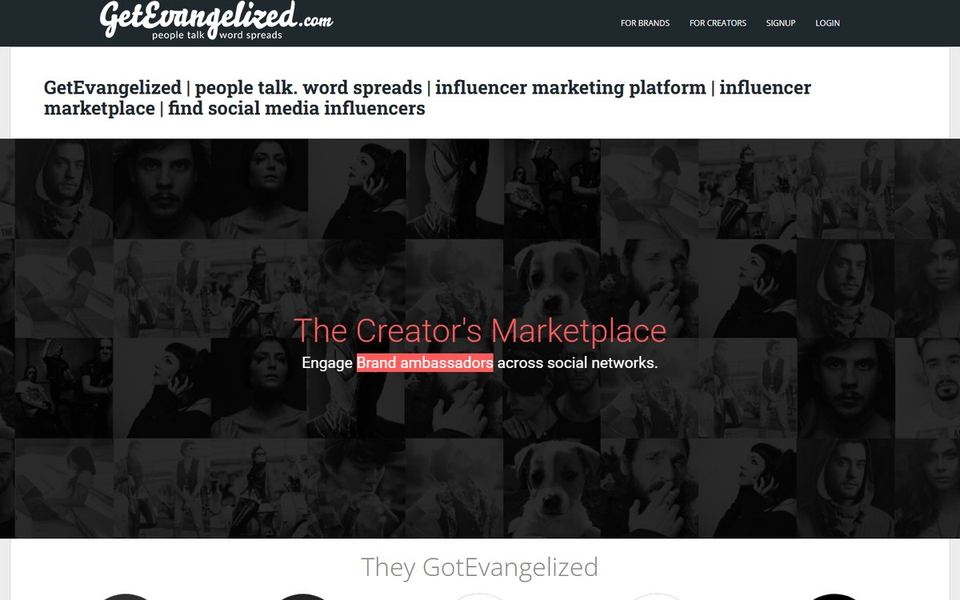 GetEvangelized.com
people talk word spreads
FOR BRANDS FOR CREATORS SIGNUP LOGIN
GetEvangelized | people talk. word spreads | influencer marketing platform | influencer
marketplace | find social media influencers
The Creator's Marketplace
Engage Brand ambassadors across social networks.
They GotEvangelized